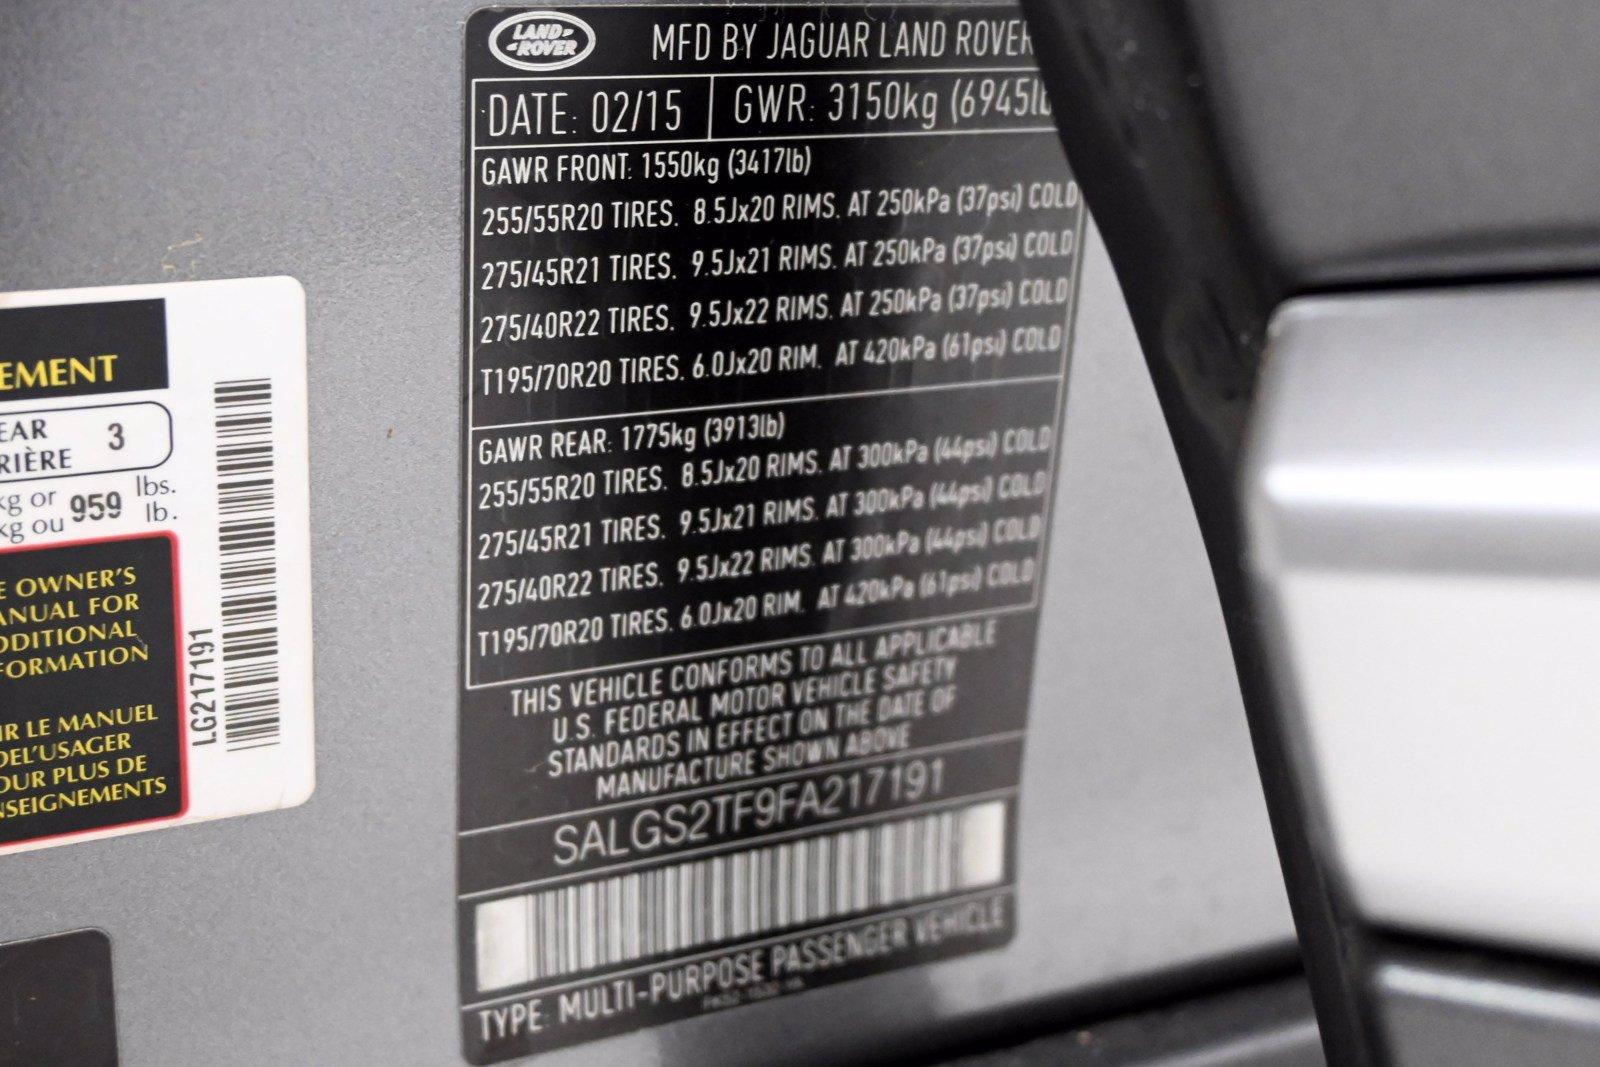 LAND ROVER
MFD BY JAGUAR LAND ROVER
DATE: 02/15
GWR: 3150kg (6945lb
GAWR FRONT: 1550kg (3417lb)
255/55R20 TIRES. 8.5Jx20 RIMS. AT 250kPa (37psi) COLD
275/45R21 TIRES. 9.5Jx21 RIMS. AT 250kPa (37psi) COLD
275/40R22 TIRES. 9.5Jx22 RIMS. AT 250kPa (37psi) COLD
T195/70R20 TIRES. 6.0Jx20 RIM. AT 420kPa (61psi) COLD
GAWR REAR: 1775kg (3913lb)
255/55R20 TIRES. 8.5Jx20 RIMS. AT 300kPa (44psi) COLD
275/45R21 TIRES. 9.5Jx21 RIMS. AT 300kPa (44psi) COLD
275/40R22 TIRES. 9.5Jx22 RIMS. AT 300kPa (44psi) COLD
T195/70R20 TIRES. 6.0Jx20 RIM. AT 420kPa (61psi) COLD
THIS VEHICLE CONFORMS TO ALL APPLICABLE
U.S. FEDERAL MOTOR VEHICLE SAFETY
STANDARDS IN EFFECT ON THE DATE OF
MANUFACTURE SHOWN ABOVE
SALGS2TF9FA217191
TYPE: MULTI-PURPOSE PASSENGER VEHICLE
EMENT
EAR 3
RIÈRE
kg or 959 lbs.
kg ou lb.
E OWNER'S
ANUAL FOR
DDITIONAL
FORMATION
IR LE MANUEL
DEL'USAGER
OUR PLUS DE
NSEIGNEMENTS
LG217191